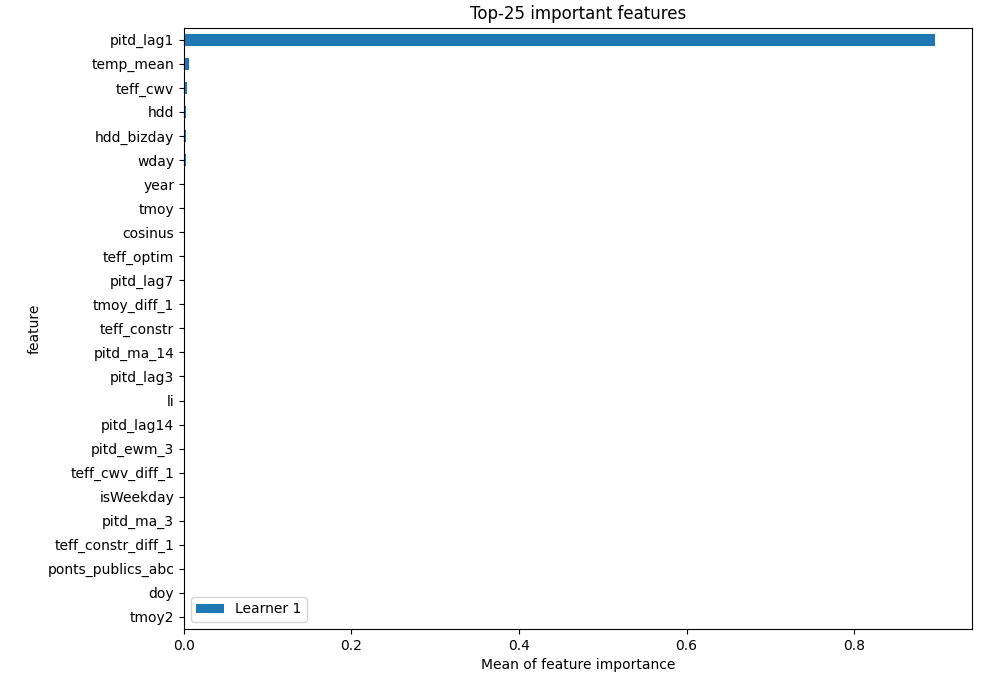 Top-25 important features
pitd_lag1
temp_mean
teff_cwv
hdd
hdd_bizday
wday
year
tmoy
cosinus
teff_optim
pitd_lag7
tmoy_diff_1
teff_constr
pitd_ma_14
pitd_lag3
li
pitd_lag14
pitd_ewm_3
teff_cwv_diff_1
isWeekday
pitd_ma_3
teff_constr_diff_1
ponts_publics_abc
doy
tmoy2
feature
Learner 1
0.0 0.2 0.4 0.6 0.8
Mean of feature importance